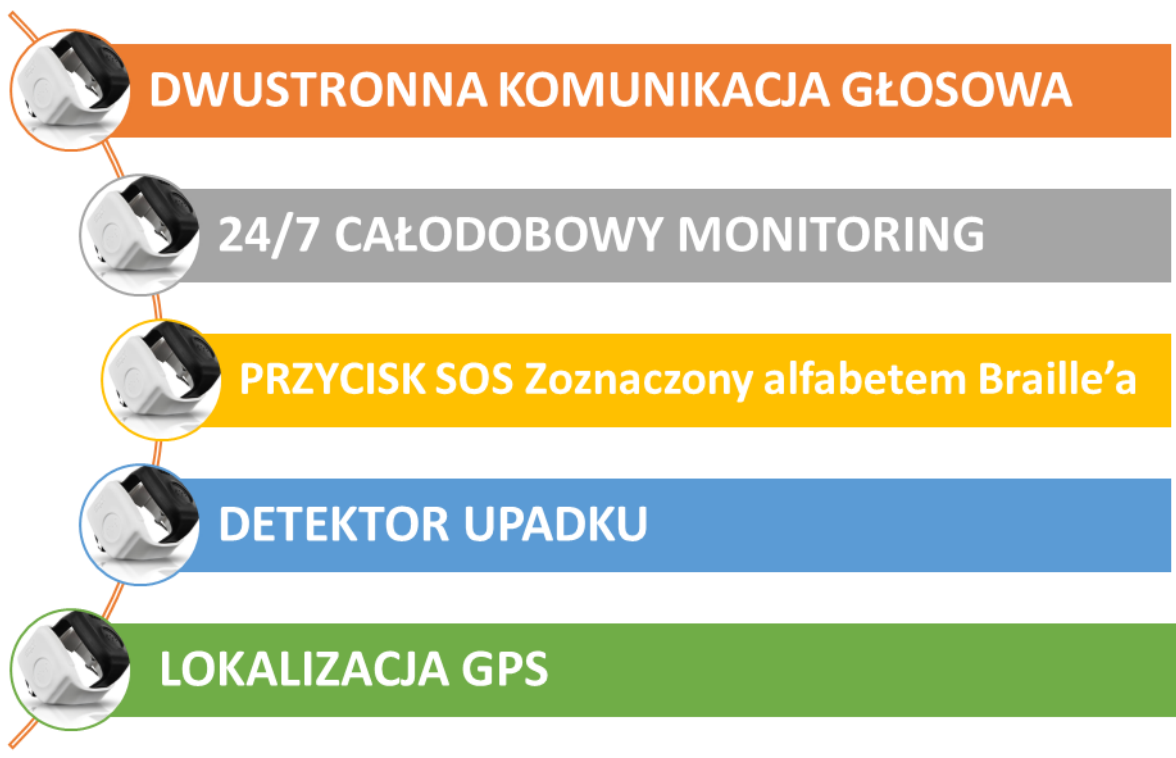 DWUSTRONNA KOMUNIKACJA GŁOSOWA
24/7 CAŁODOBOWY MONITORING
PRZYCISK SOS Zoznaczony alfabetem Braille’a
DETEKTOR UPADKU
LOKALIZACJA GPS